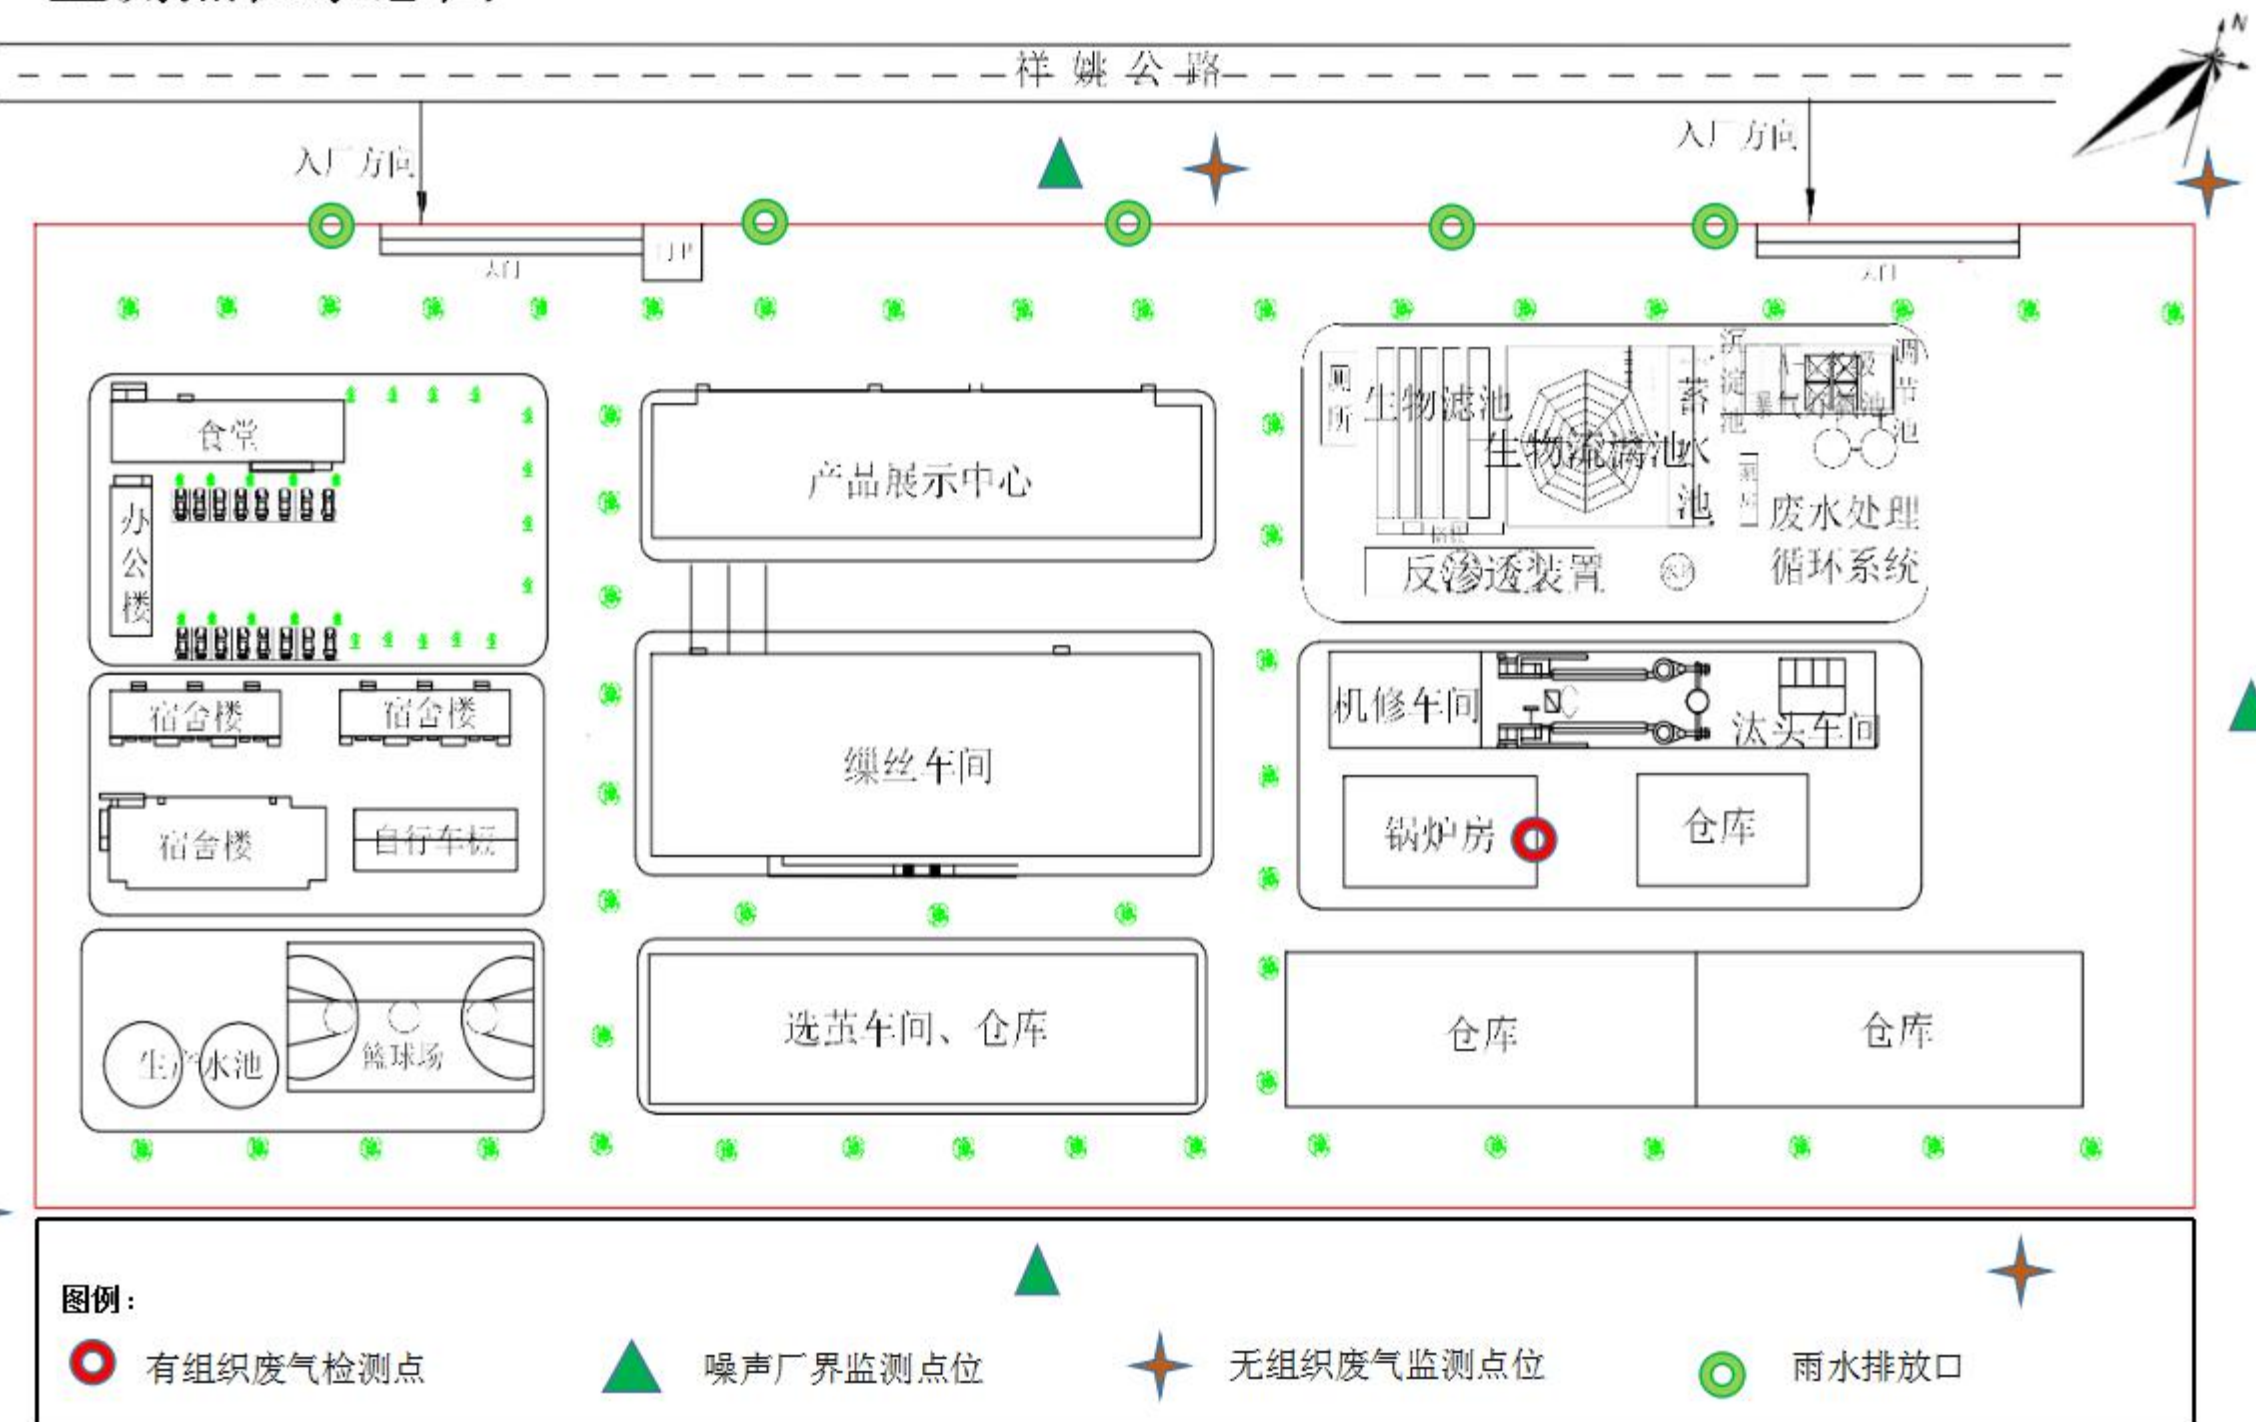 祥姚公路
N
入厂方向
入厂方向
大门
大门
食堂
办公楼
产品展示中心
厕所
生物滤池
生物流滴池
蓄水池
沉淀池
调节池
废水处理
循环系统
反渗透装置
宿舍楼
宿舍楼
宿舍楼
自行车棚
缫丝车间
机修车间
汰头车间
锅炉房
仓库
生产水池
篮球场
选茧车间、仓库
仓库
仓库
图例：
有组织废气检测点
噪声厂界监测点位
无组织废气监测点位
雨水排放口